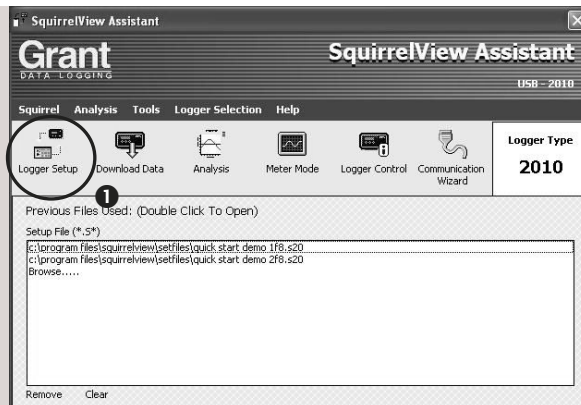 SquirrelView Assistant
Grant
DATA LOGGING
SquirrelView Assistant
USB - 2010
Squirrel Analysis Tools Logger Selection Help
Logger Setup Download Data Analysis Meter Mode Logger Control Communication Wizard
Logger Type
2010
1
Previous Files Used: (Double Click To Open)
Setup File (*.S*)
c:\program files\squirrelview\setfiles\quick start demo 1f8.s20
c:\program files\squirrelview\setfiles\quick start demo 2f8.s20
Browse.....
Remove Clear